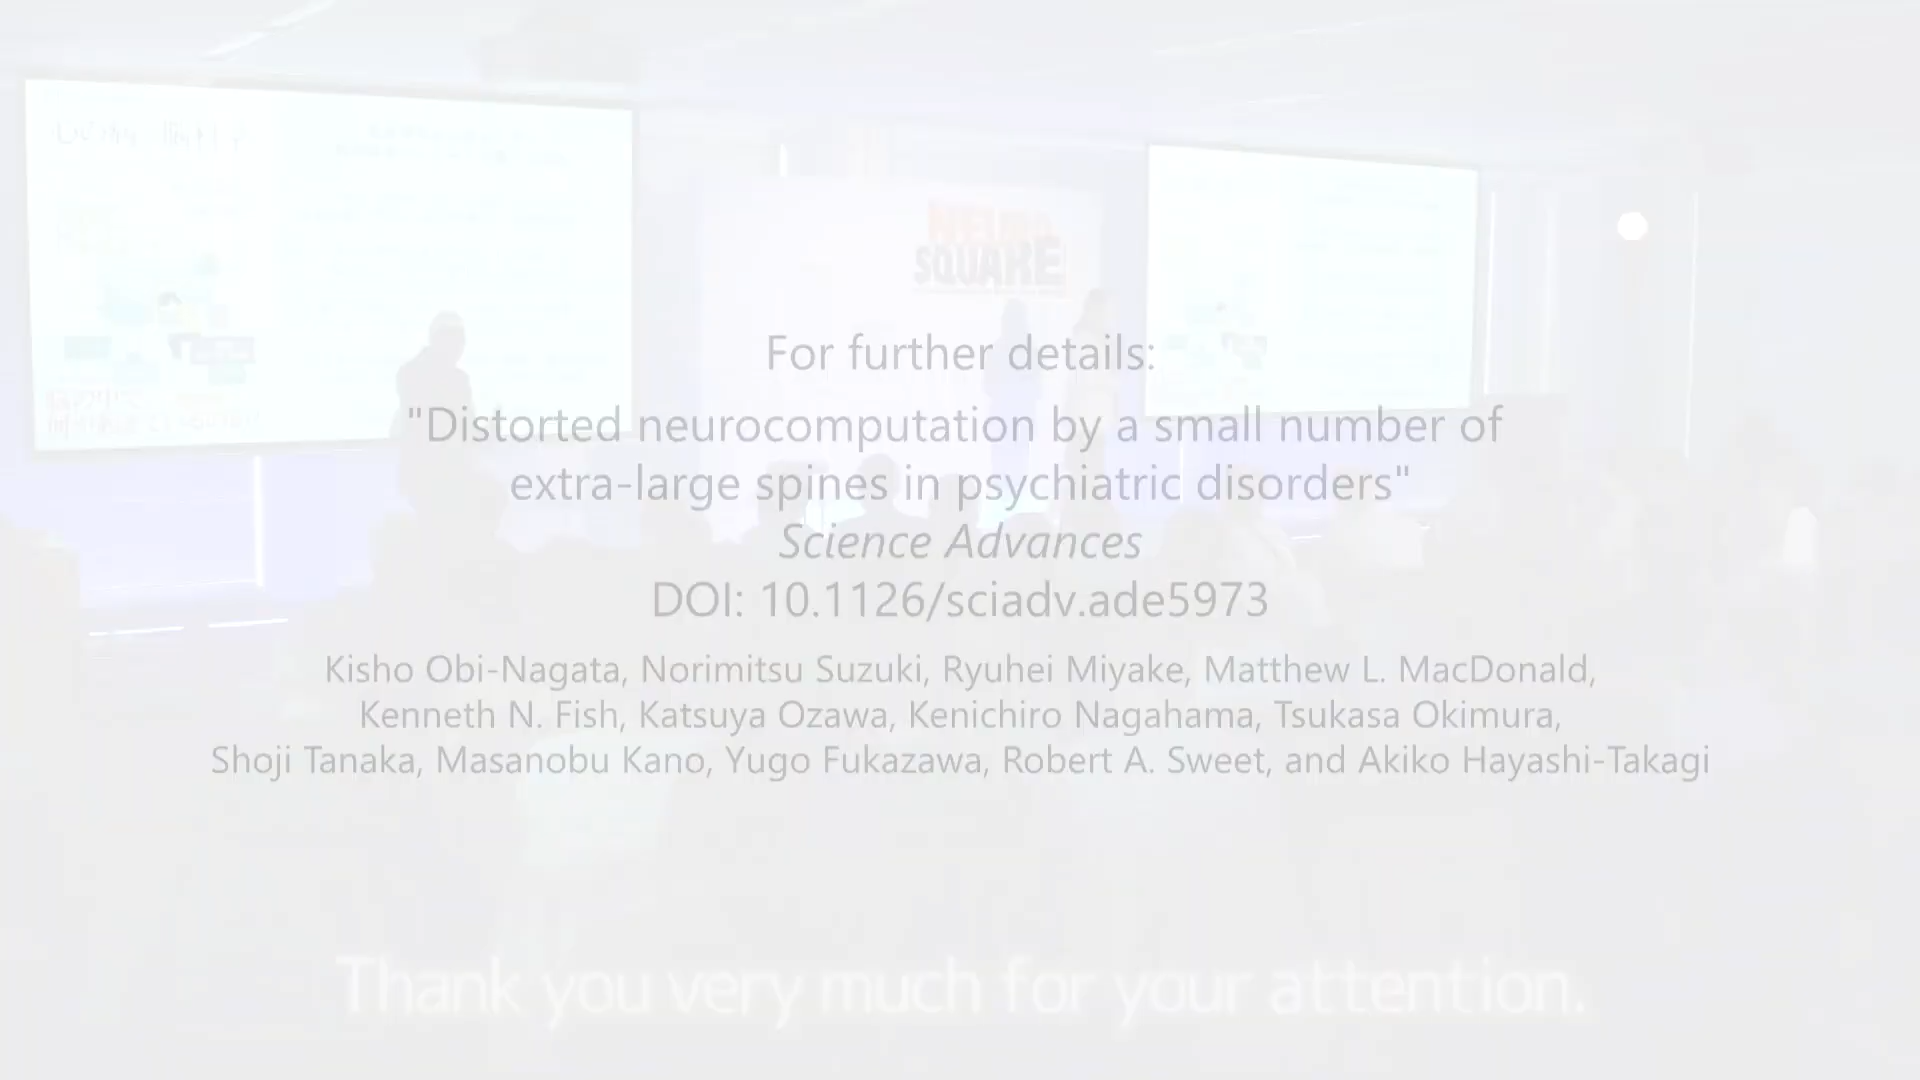 NEURO
SQUARE
For further details:
"Distorted neurocomputation by a small number of
extra-large spines in psychiatric disorders"
Science Advances
DOI: 10.1126/sciadv.ade5973
Kisho Obi-Nagata, Norimitsu Suzuki, Ryuhei Miyake, Matthew L. MacDonald,
Kenneth N. Fish, Katsuya Ozawa, Kenichiro Nagahama, Tsukasa Okimura,
Shoji Tanaka, Masanobu Kano, Yugo Fukazawa, Robert A. Sweet, and Akiko Hayashi-Takagi
Thank you very much for your attention.